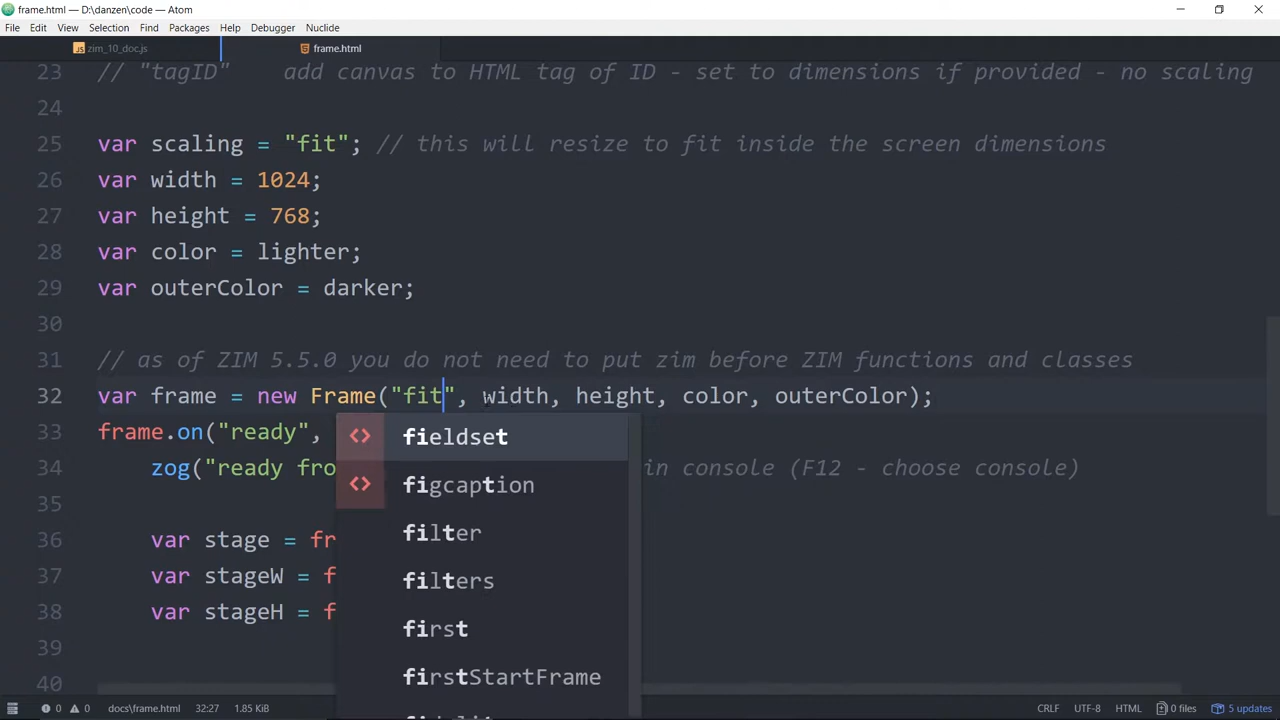 frame.html — D:\danzen\code — Atom
File Edit View Selection Find Packages Help Debugger Nuclide
zim_10_doc.js frame.html
23 // "tagID" add canvas to HTML tag of ID - set to dimensions if provided - no scaling
24
25 var scaling = "fit"; // this will resize to fit inside the screen dimensions
26 var width = 1024;
27 var height = 768;
28 var color = lighter;
29 var outerColor = darker;
30
31 // as of ZIM 5.5.0 you do not need to put zim before ZIM functions and classes
32 var frame = new Frame("fit", width, height, color, outerColor);
33 frame.on("ready",
<> fieldset
34 zog("ready fro in console (F12 - choose console)
<> figcaption
35
filter
36 var stage = fr
37 var stageW = f
filters
38 var stageH = f
first
39
firstStartFrame
40
0 0 docs\frame.html 32:27 1.85 KiB CRLF UTF-8 HTML 0 files 5 updates